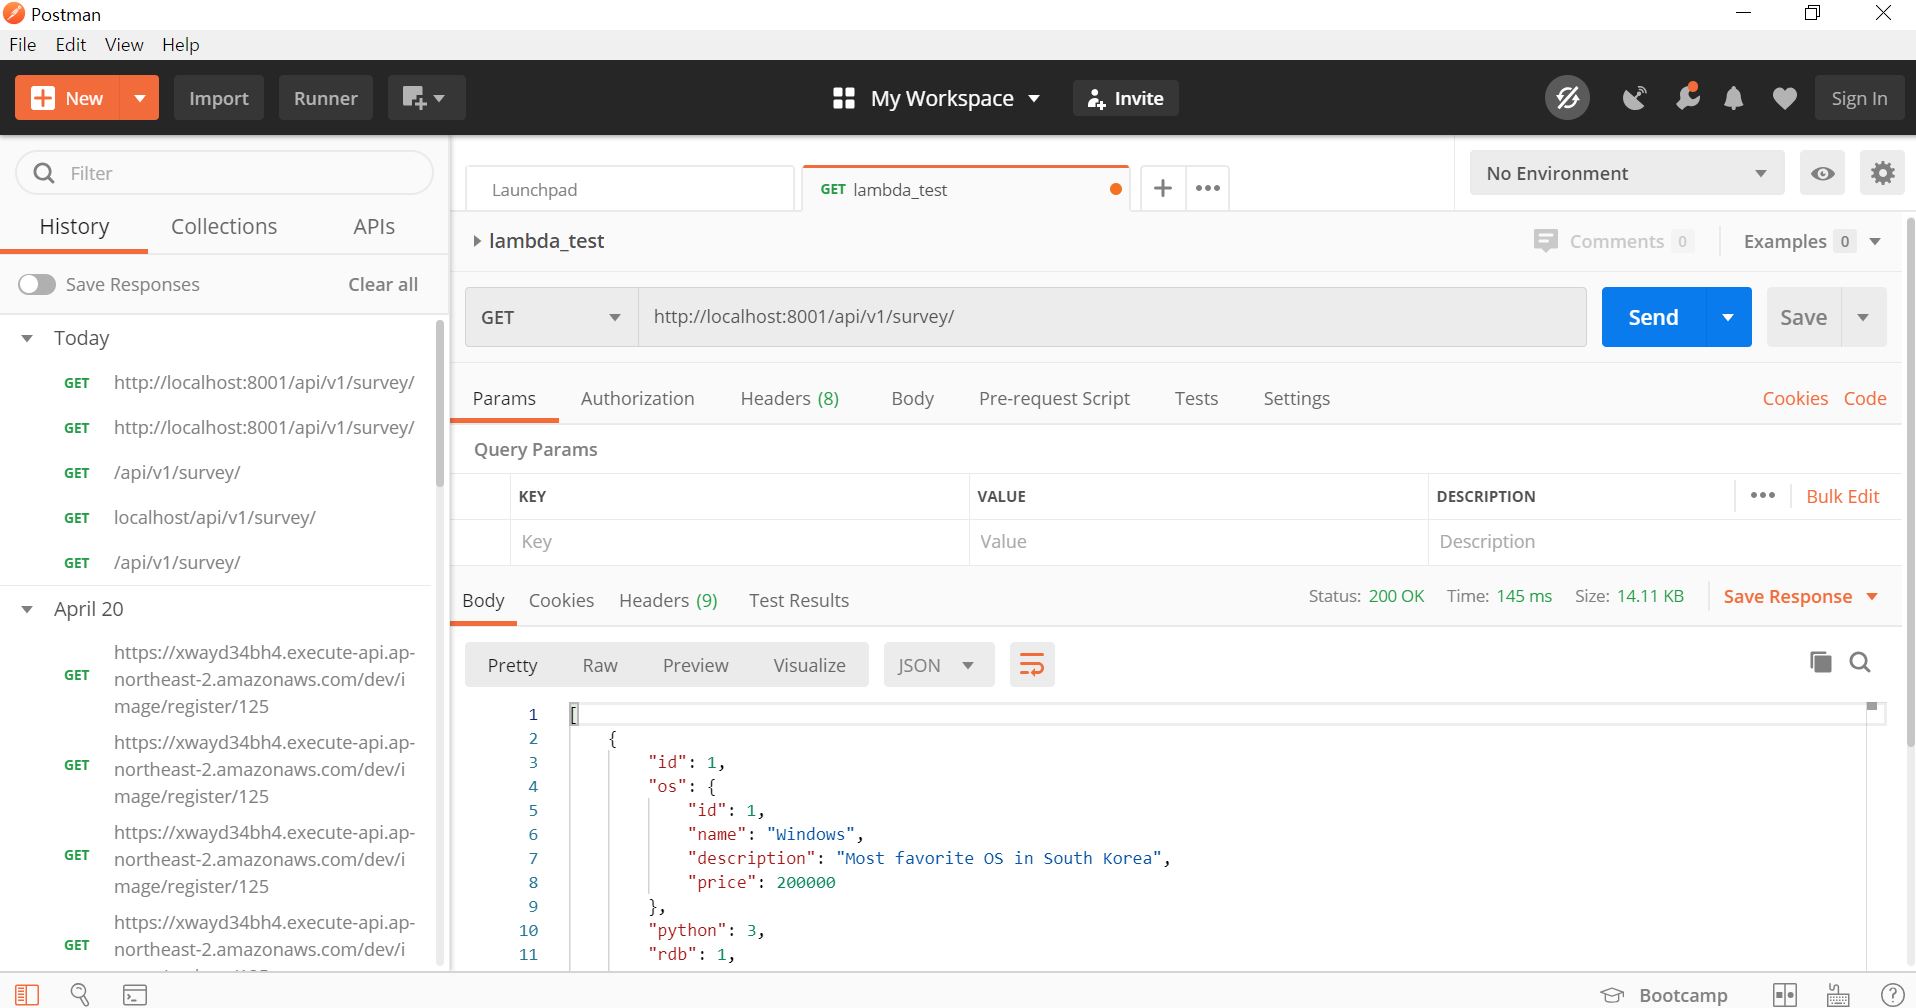 Postman
File Edit View Help
New Import Runner My Workspace Invite Sign In
Filter
History Collections APIs
Save Responses Clear all
Today
GET http://localhost:8001/api/v1/survey/
GET http://localhost:8001/api/v1/survey/
GET /api/v1/survey/
GET localhost/api/v1/survey/
GET /api/v1/survey/
April 20
GET https://xwayd34bh4.execute-api.ap-
northeast-2.amazonaws.com/dev/i
mage/register/125
GET https://xwayd34bh4.execute-api.ap-
northeast-2.amazonaws.com/dev/i
mage/register/125
GET https://xwayd34bh4.execute-api.ap-
northeast-2.amazonaws.com/dev/i
mage/register/125
GET https://xwayd34bh4.execute-api.ap-
northeast-2.amazonaws.com/dev/i
Launchpad GET lambda_test No Environment
lambda_test Comments 0 Examples 0
GET http://localhost:8001/api/v1/survey/ Send Save
Params Authorization Headers (8) Body Pre-request Script Tests Settings Cookies Code
Query Params
KEY VALUE DESCRIPTION Bulk Edit
Key Value Description
Body Cookies Headers (9) Test Results Status: 200 OK Time: 145 ms Size: 14.11 KB Save Response
Pretty Raw Preview Visualize JSON
1 [
2 {
3 "id": 1,
4 "os": {
5 "id": 1,
6 "name": "Windows",
7 "description": "Most favorite OS in South Korea",
8 "price": 200000
9 },
10 "python": 3,
11 "rdb": 1,
Bootcamp